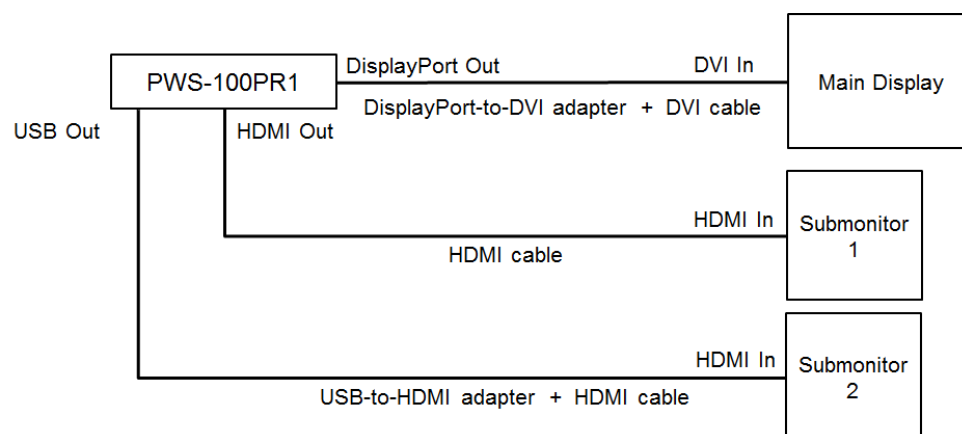 DisplayPort Out
DVI In
PWS-100PR1
Main Display
DisplayPort-to-DVI adapter + DVI cable
USB Out
HDMI Out
HDMI In
Submonitor
1
HDMI cable
HDMI In
Submonitor
2
USB-to-HDMI adapter + HDMI cable